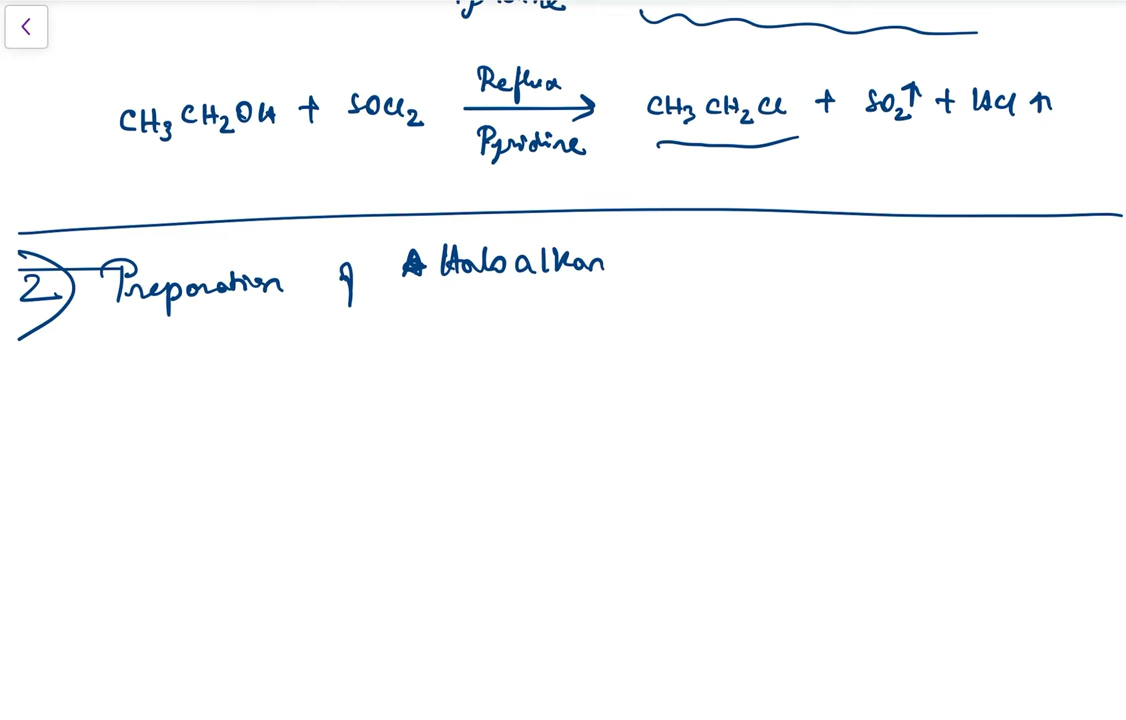 Reflux
CH3CH2OH + SOCl2 → CH3CH2Cl + SO2↑ + HCl ↑
Pyridine
2) Preparation of Haloalkan